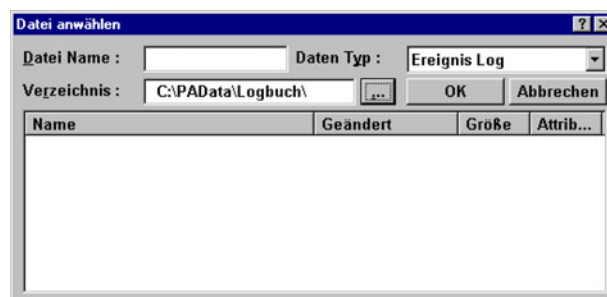 Datei anwählen
Datei Name : Daten Typ : Ereignis Log
Verzeichnis : C:\PAData\Logbuch\ ... OK Abbrechen
Name Geändert Größe Attrib...